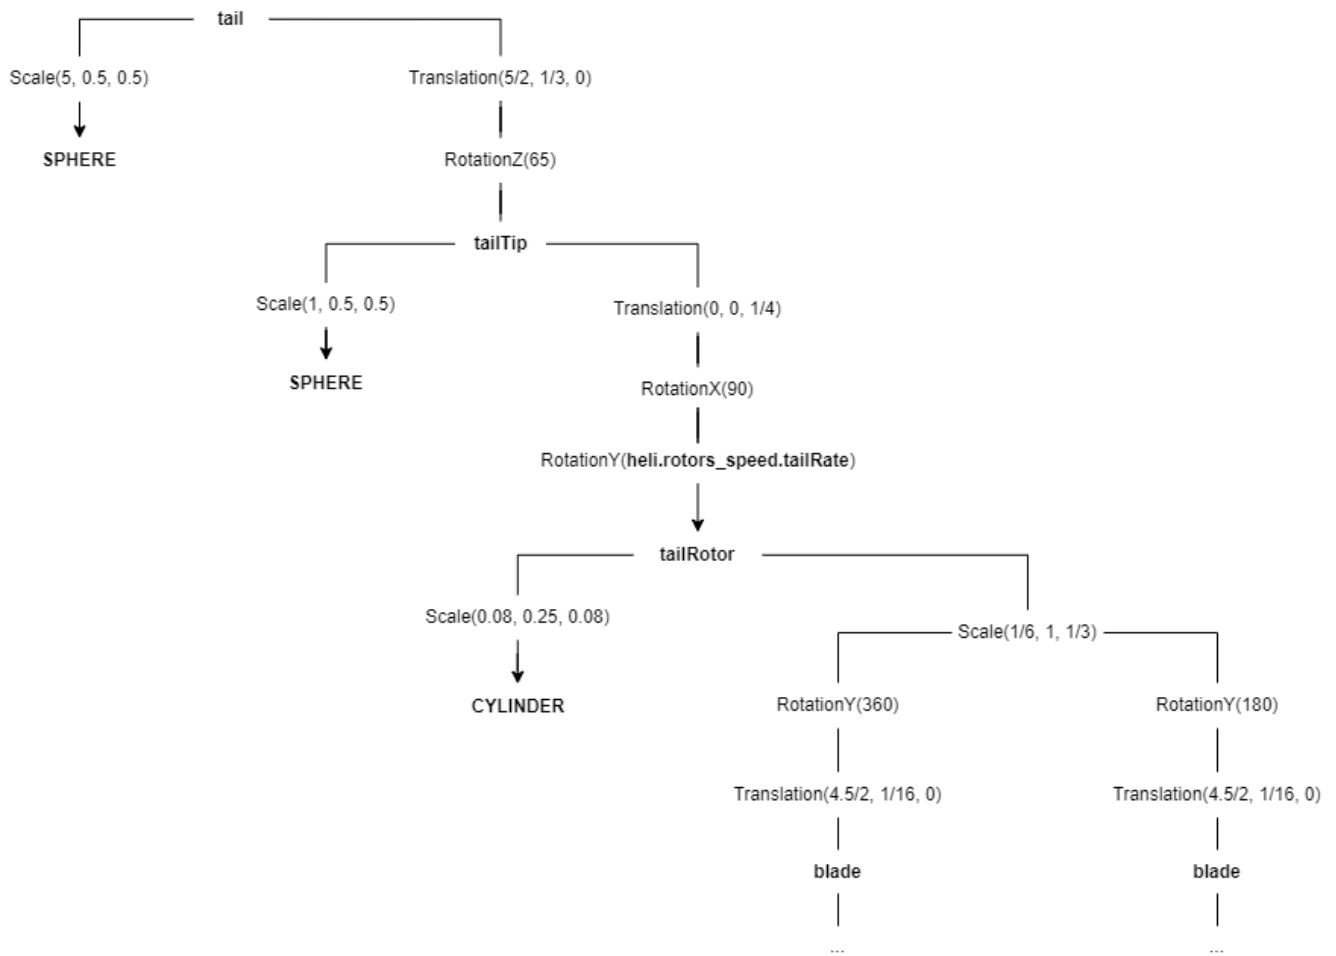 tail
Scale(5, 0.5, 0.5)
Translation(5/2, 1/3, 0)
SPHERE
RotationZ(65)
tailTip
Scale(1, 0.5, 0.5)
Translation(0, 0, 1/4)
SPHERE
RotationX(90)
RotationY(heli.rotors_speed.tailRate)
tailRotor
Scale(0.08, 0.25, 0.08)
Scale(1/6, 1, 1/3)
CYLINDER
RotationY(360)
RotationY(180)
Translation(4.5/2, 1/16, 0)
Translation(4.5/2, 1/16, 0)
blade
blade
...
...